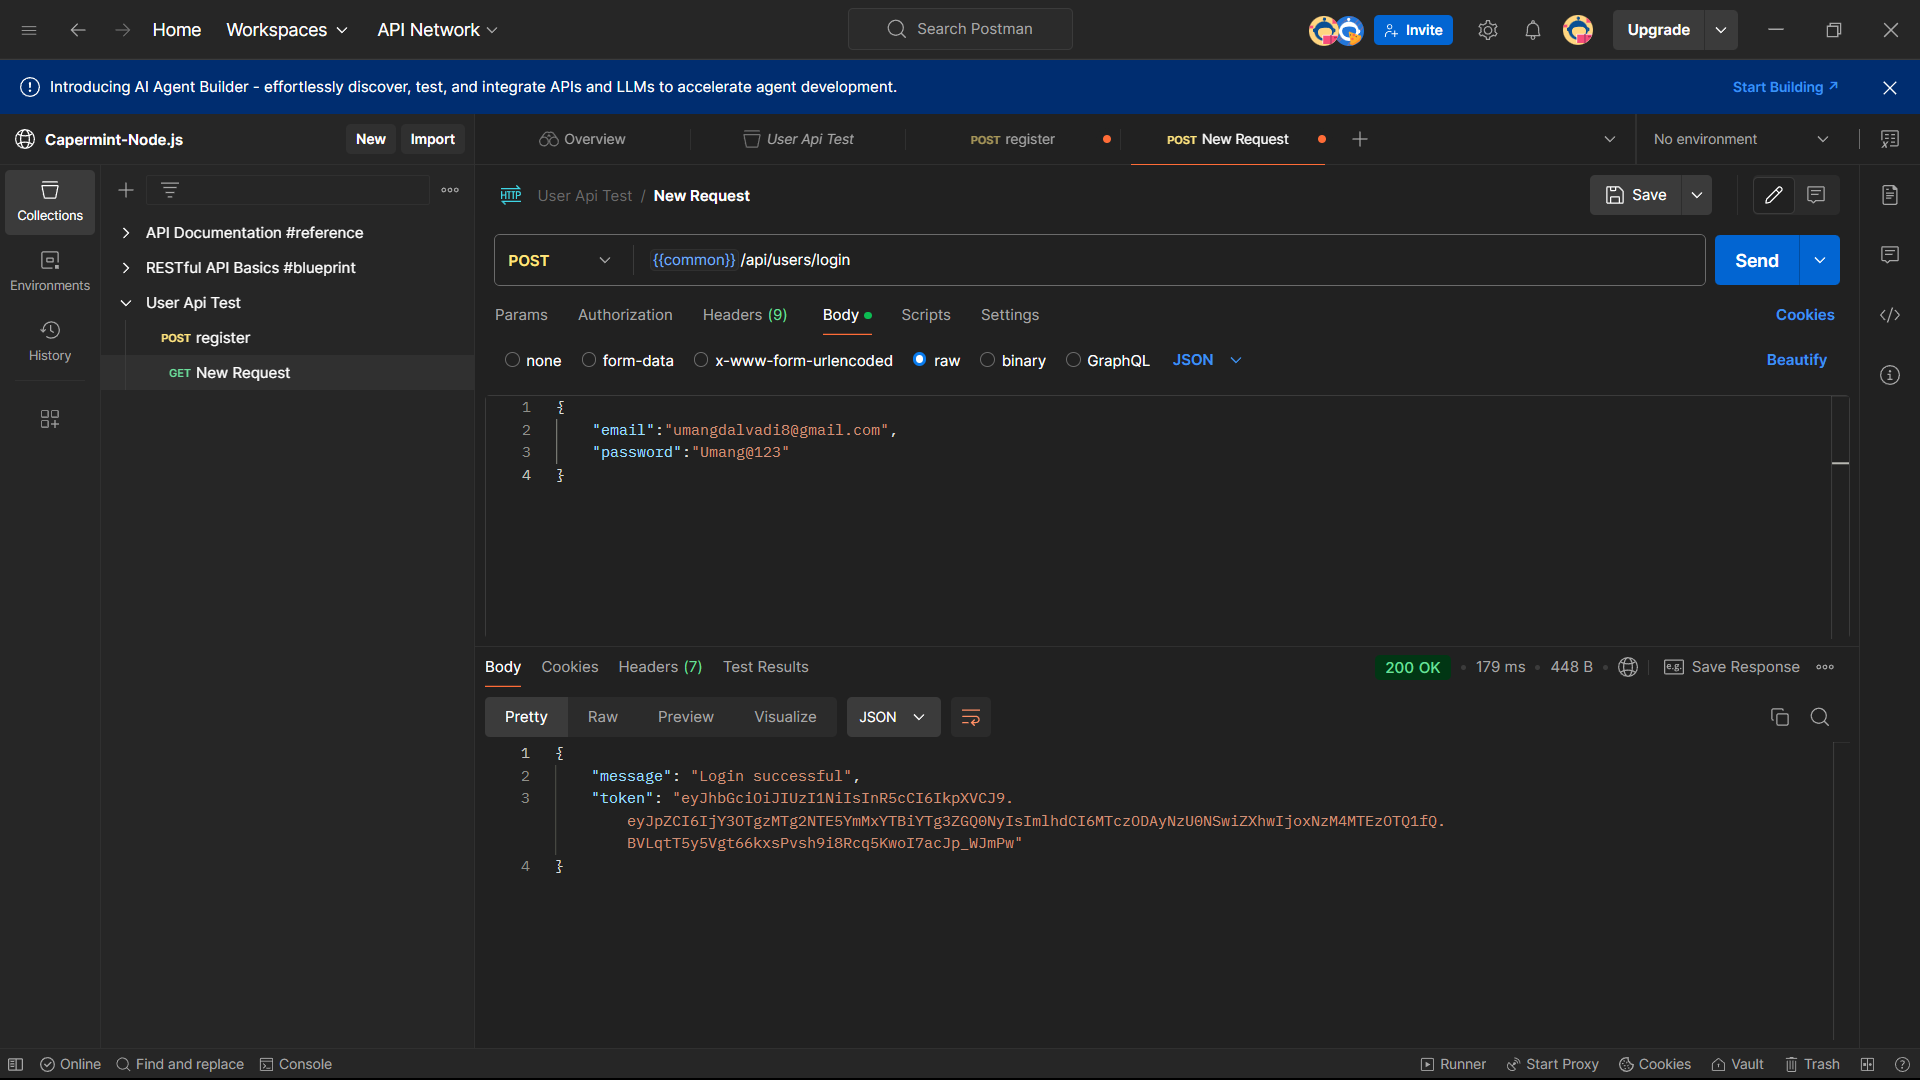 Home Workspaces API Network Search Postman Invite Upgrade
Introducing AI Agent Builder - effortlessly discover, test, and integrate APIs and LLMs to accelerate agent development. Start Building
Capermint-Node.js New Import Overview User Api Test POST register POST New Request No environment
Collections
Environments
History
API Documentation #reference
RESTful API Basics #blueprint
User Api Test
POST register
GET New Request
HTTP User Api Test / New Request Save
POST {{common}} /api/users/login Send
Params Authorization Headers (9) Body Scripts Settings Cookies
none form-data x-www-form-urlencoded raw binary GraphQL JSON Beautify
1 {
2 "email":"umangdalvadi8@gmail.com",
3 "password":"Umang@123"
4 }
Body Cookies Headers (7) Test Results 200 OK 179 ms 448 B e.g. Save Response
Pretty Raw Preview Visualize JSON
1 {
2 "message": "Login successful",
3 "token": "eyJhbGciOiJIUzI1NiIsInR5cCI6IkpXVCJ9.
eyJpZCI6IjY3OTgzMTg2NTE5YmMxYTBiYTg3ZGQ0NyIsImlhdCI6MTczODAyNzU0NSwiZXhwIjoxNzM4MTEzOTQ1fQ.
BVLqtT5y5Vgt66kxsPvsh9i8Rcq5KwoI7acJp_WJmPw"
4 }
Online Find and replace Console Runner Start Proxy Cookies Vault Trash